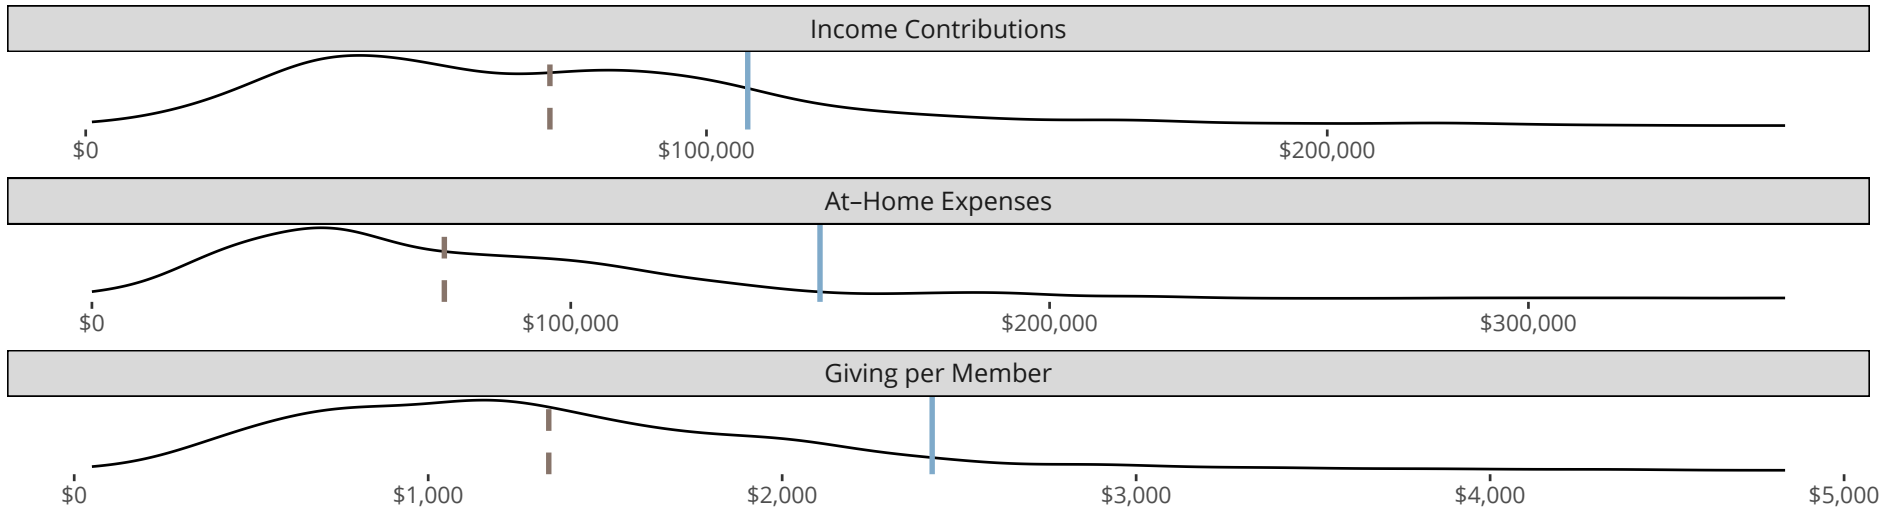 Income Contributions
$0 $100,000 $200,000
At–Home Expenses
$0 $100,000 $200,000 $300,000
Giving per Member
$0 $1,000 $2,000 $3,000 $4,000 $5,000